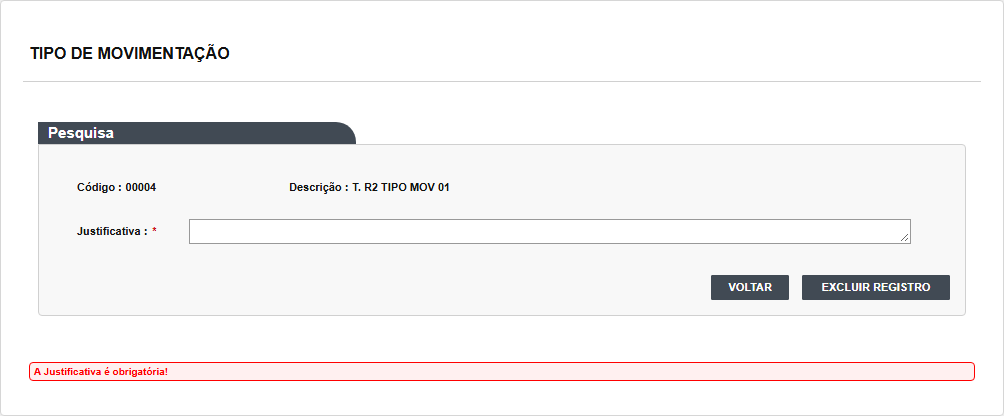 TIPO DE MOVIMENTAÇÃO
Pesquisa
Código : 00004 Descrição : T. R2 TIPO MOV 01
Justificativa : *
VOLTAR EXCLUIR REGISTRO
A Justificativa é obrigatória!